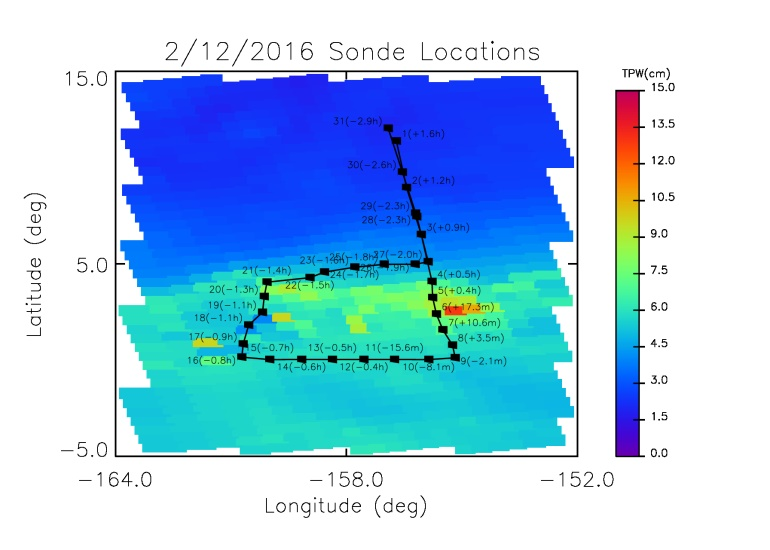 2/12/2016 Sonde Locations
TPW(cm)
15.0
5.0
-5.0
Latitude (deg)
-164.0
-158.0
-152.0
Longitude (deg)
15.0
13.5
12.0
10.5
9.0
7.5
6.0
4.5
3.0
1.5
0.0
31(-2.9h)
1(+1.6h)
30(-2.6h)
2(+1.2h)
29(-2.3h)
28(-2.3h)
3(+0.9h)
27(-2.0h)
21(-1.4h)
24(-1.7h)
4(+0.5h)
22(-1.5h)
20(-1.3h)
5(+0.4h)
19(-1.1h)
6(+17.3m)
18(-1.1h)
7(+10.6m)
17(-0.9h)
8(+3.5m)
15(-0.7h)
13(-0.5h)
11(-15.6m)
16(-0.8h)
9(-2.1m)
14(-0.6h)
12(-0.4h)
10(-8.1m)